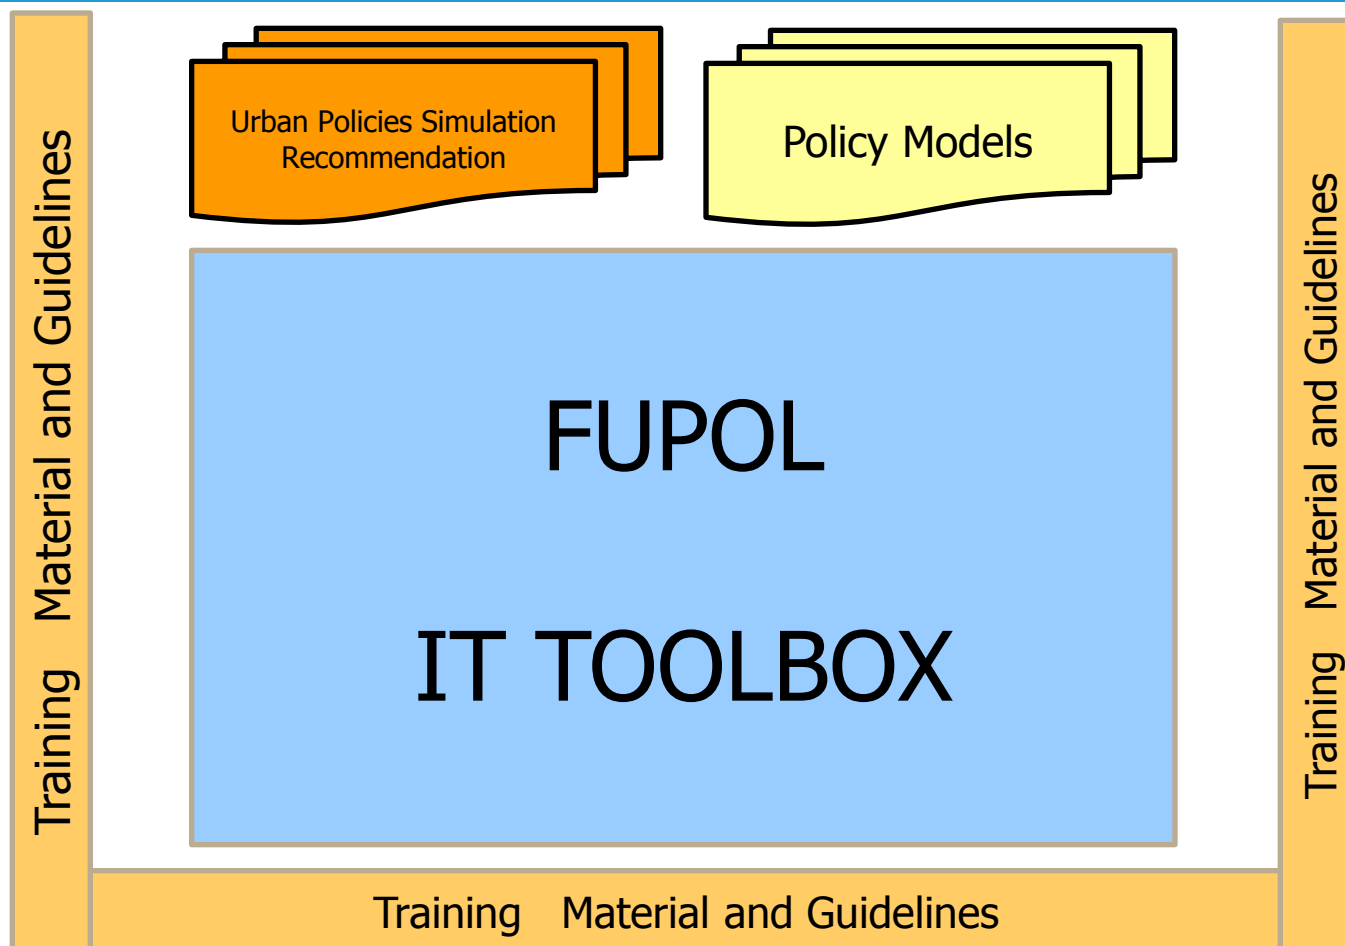 Training Material and Guidelines
Urban Policies Simulation
Recommendation
Policy Models
FUPOL
IT TOOLBOX
Training Material and Guidelines
Training Material and Guidelines